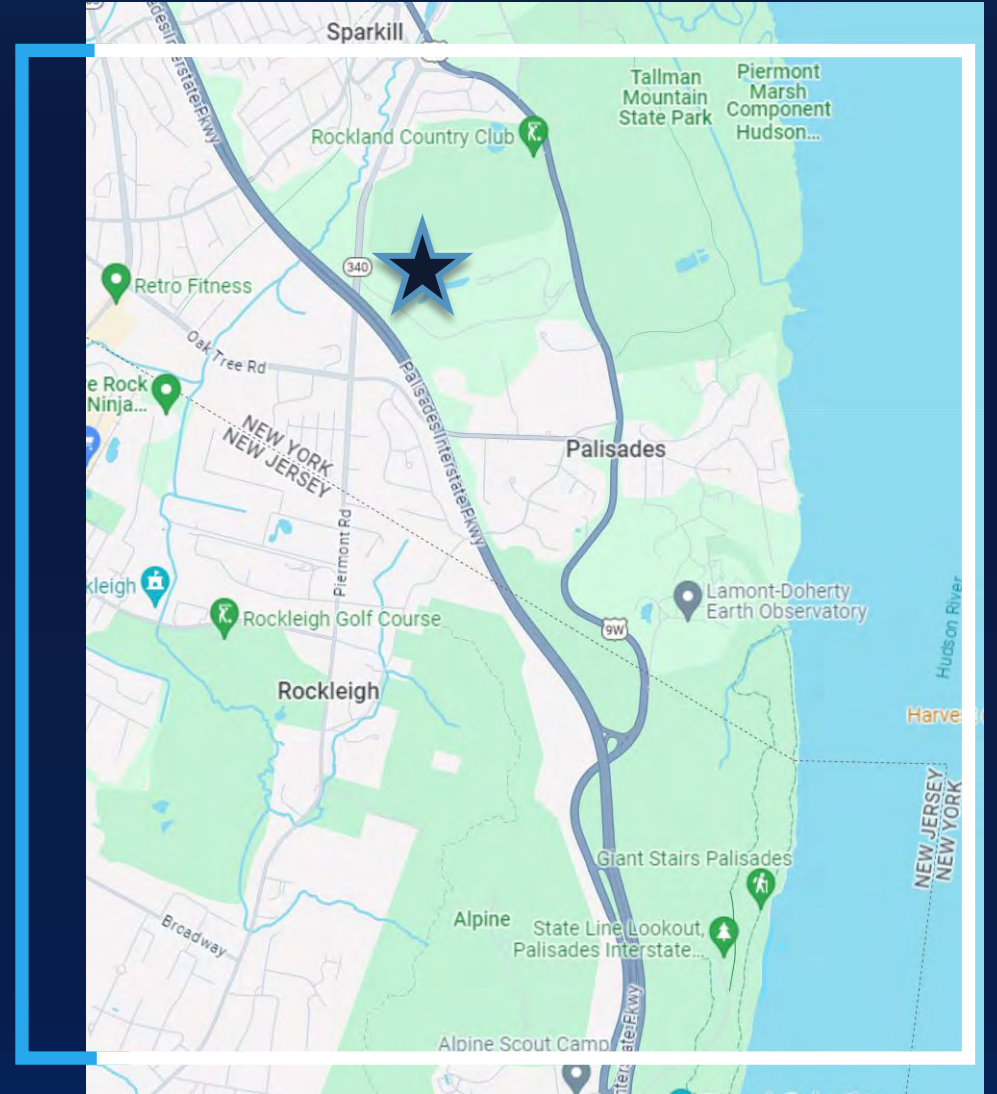 Sparkill
Palisades Interstate Pkwy
Tallman
Mountain
State Park
Piermont
Marsh
Component
Hudson...
Rockland Country Club
340
Retro Fitness
Oak Tree Rd
e Rock
Ninja...
NEW YORK
NEW JERSEY
Palisades Interstate Pkwy
Palisades
Piermont Rd
kleigh
Rockleigh Golf Course
Lamont-Doherty
Earth Observatory
9W
Hudson River
Rockleigh
Harve
NEW JERSEY
NEW YORK
Giant Stairs Palisades
Alpine
State Line Lookout,
Palisades Interstate...
Broadway
Alpine Scout Camp